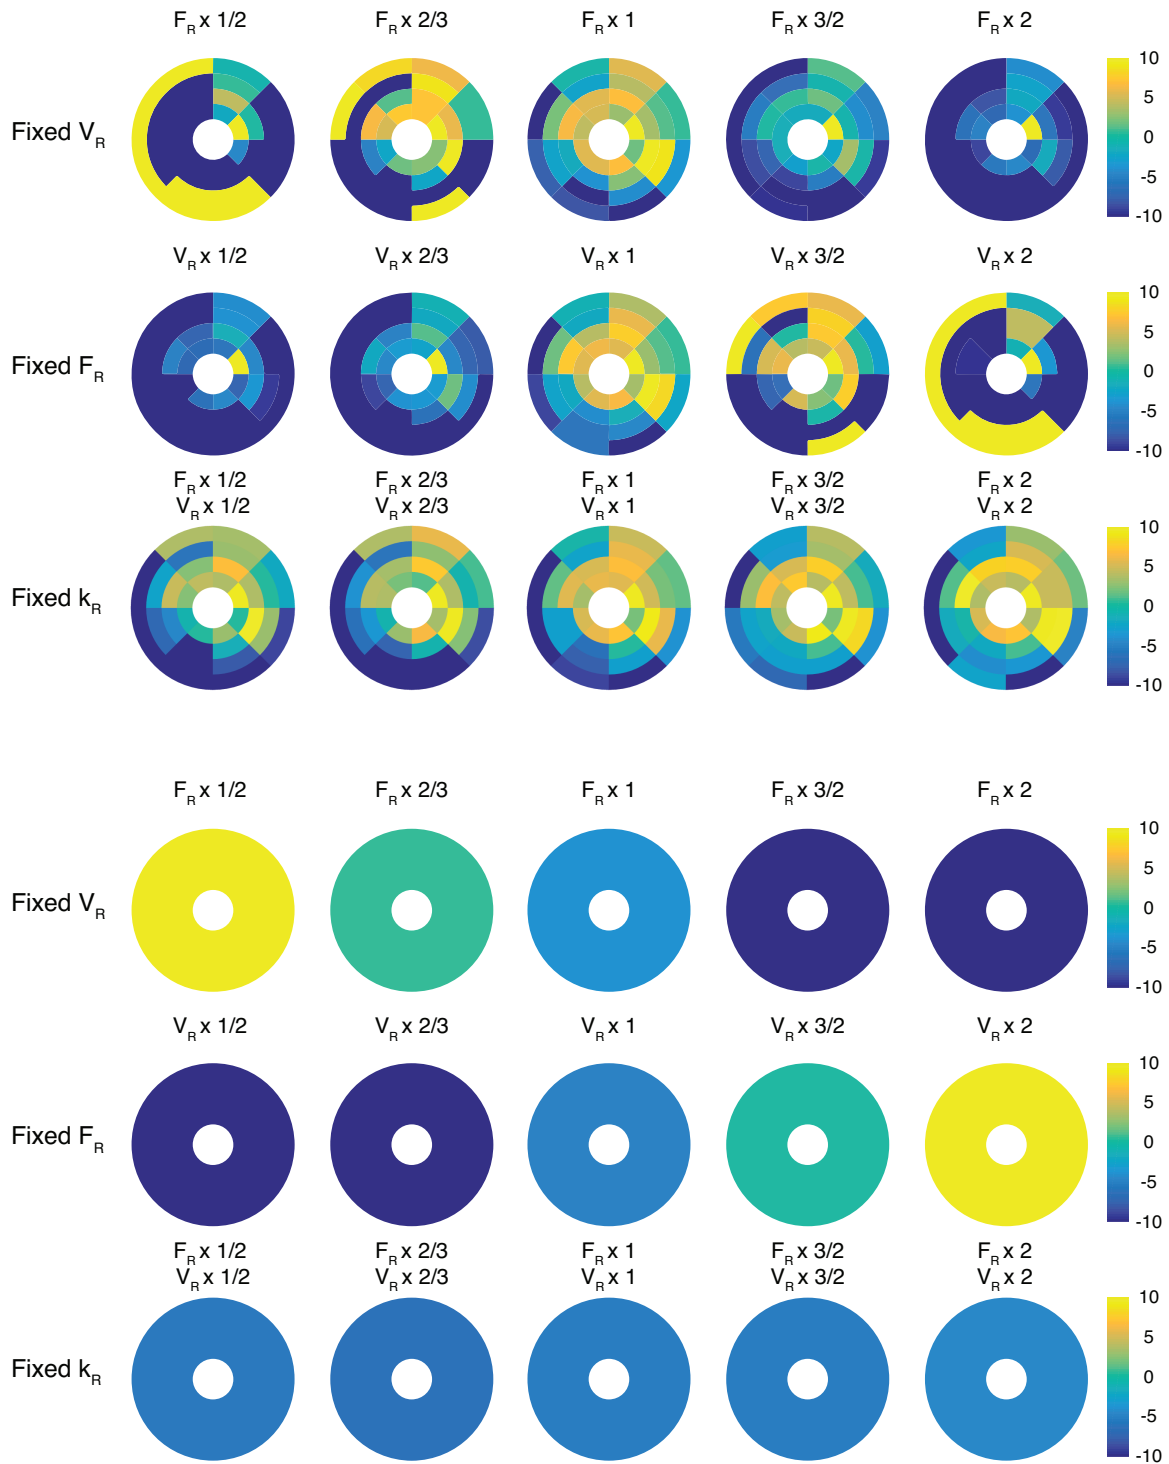 F_R x 1/2 F_R x 2/3 F_R x 1 F_R x 3/2 F_R x 2
Fixed V_R
10
5
0
-5
-10
V_R x 1/2 V_R x 2/3 V_R x 1 V_R x 3/2 V_R x 2
Fixed F_R
10
5
0
-5
-10
F_R x 1/2 F_R x 2/3 F_R x 1 F_R x 3/2 F_R x 2
V_R x 1/2 V_R x 2/3 V_R x 1 V_R x 3/2 V_R x 2
Fixed k_R
10
5
0
-5
-10
F_R x 1/2 F_R x 2/3 F_R x 1 F_R x 3/2 F_R x 2
Fixed V_R
10
5
0
-5
-10
V_R x 1/2 V_R x 2/3 V_R x 1 V_R x 3/2 V_R x 2
Fixed F_R
10
5
0
-5
-10
F_R x 1/2 F_R x 2/3 F_R x 1 F_R x 3/2 F_R x 2
V_R x 1/2 V_R x 2/3 V_R x 1 V_R x 3/2 V_R x 2
Fixed k_R
10
5
0
-5
-10